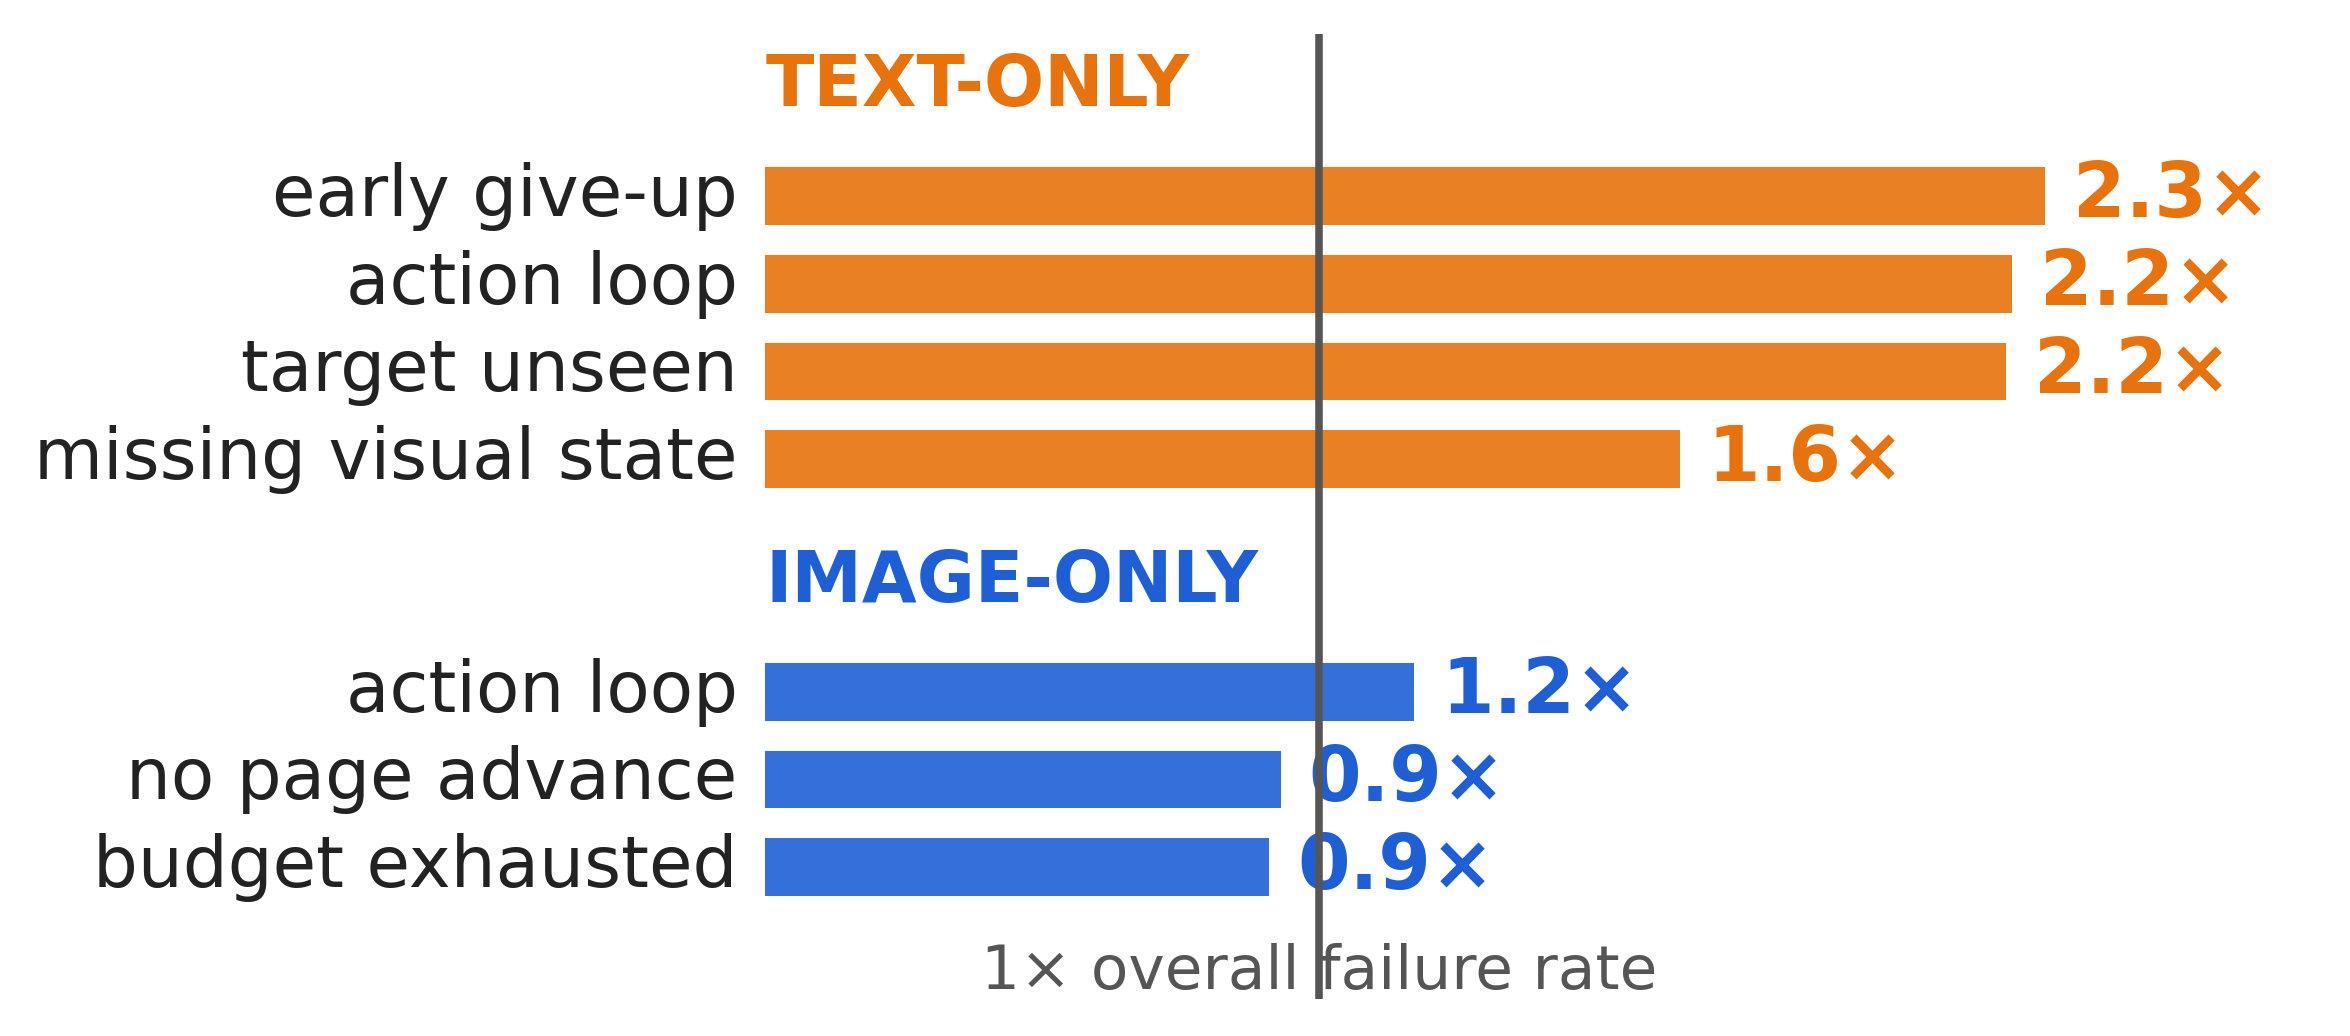 TEXT-ONLY
early give-up 2.3×
action loop 2.2×
target unseen 2.2×
missing visual state 1.6×
IMAGE-ONLY
action loop 1.2×
no page advance 0.9×
budget exhausted 0.9×
1× overall failure rate